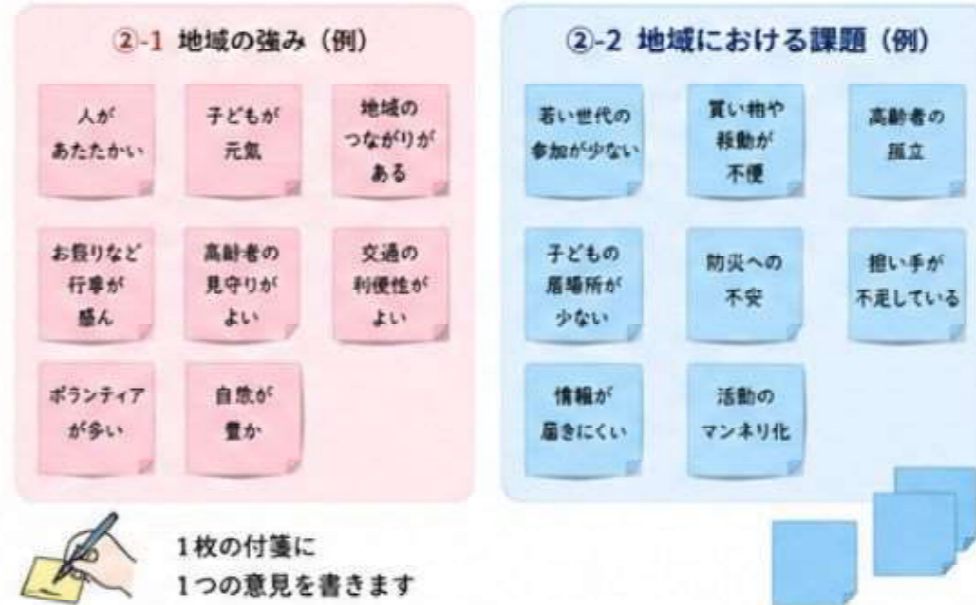 ②-1 地域の強み（例）
人が
あたたかい
子どもが
元気
地域の
つながりが
ある
お祭りなど
行事が
盛ん
高齢者の
見守りが
よい
交通の
利便性が
よい
ボランティア
が多い
自然が
豊か
②-2 地域における課題（例）
若い世代の
参加が少ない
買い物や
移動が
不便
高齢者の
孤立
子どもの
居場所が
少ない
防災への
不安
担い手が
不足している
情報が
届きにくい
活動の
マンネリ化
1枚の付箋に
1つの意見を書きます